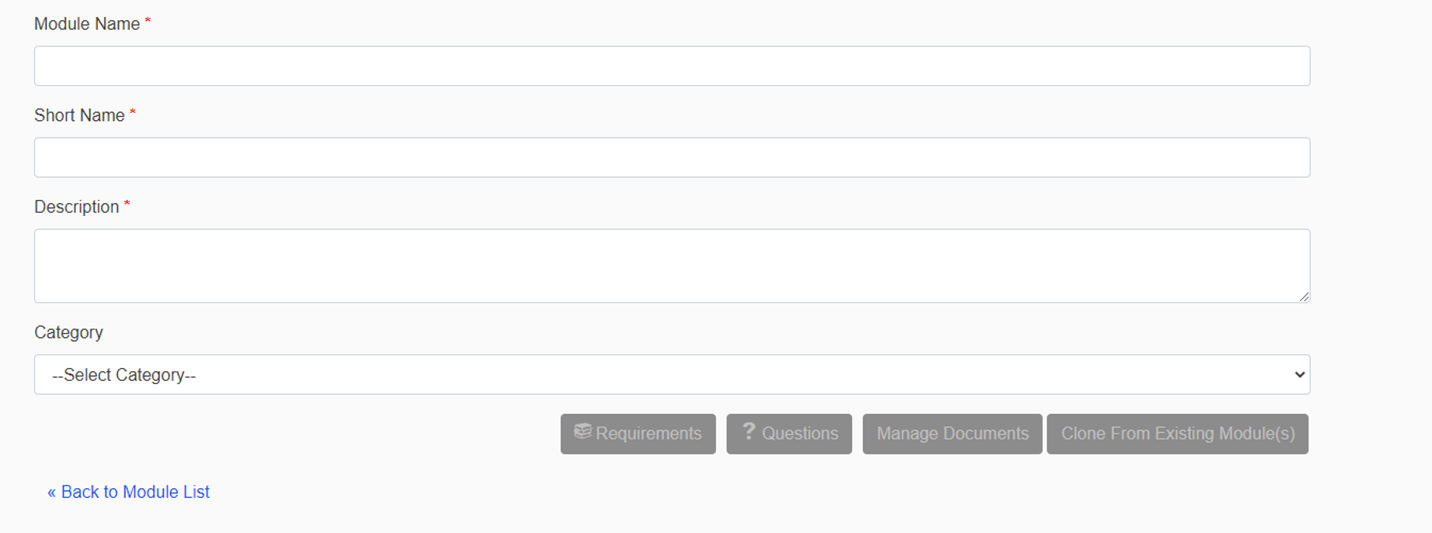 Module Name *
Short Name *
Description *
Category
--Select Category--
Requirements ? Questions Manage Documents Clone From Existing Module(s)
« Back to Module List